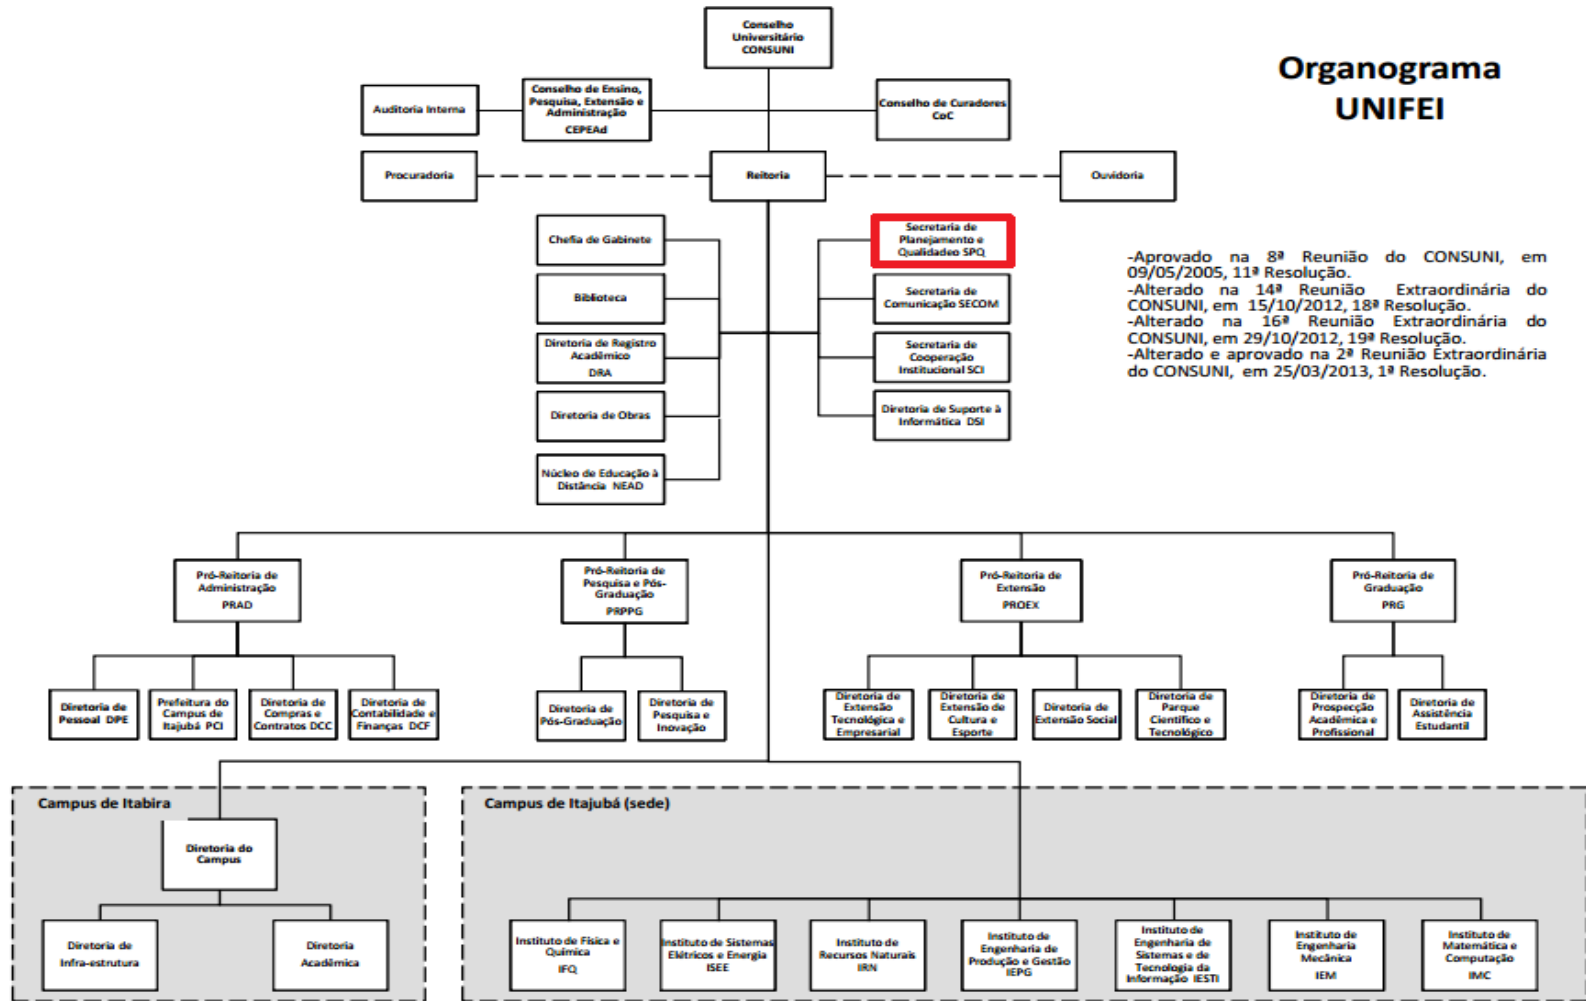 Conselho
Universitário
CONSUNI
Organograma
UNIFEI
Auditoria Interna
Conselho de Ensino,
Pesquisa, Extensão e
Administração
CEPEAd
Conselho de Curadores
CoC
Procuradoria
Reitoria
Ouvidoria
Chefia de Gabinete
Biblioteca
Diretoria de Registro
Acadêmico
DRA
Diretoria de Obras
Núcleo de Educação à
Distância NEAD
Secretaria de
Planejamento e
Qualidadeo SPQ
Secretaria de
Comunicação SECOM
Secretaria de
Cooperação
Institucional SCI
Diretoria de Suporte à
Informática DSI
-Aprovado na 8ª Reunião do CONSUNI, em
09/05/2005, 11ª Resolução.
-Alterado na 14ª Reunião Extraordinária do
CONSUNI, em 15/10/2012, 18ª Resolução.
-Alterado na 16ª Reunião Extraordinária do
CONSUNI, em 29/10/2012, 19ª Resolução.
-Alterado e aprovado na 2ª Reunião Extraordinária
do CONSUNI, em 25/03/2013, 1ª Resolução.
Pró-Reitoria de
Administração
PRAD
Pró-Reitoria de
Pesquisa e Pós-
Graduação
PRPPG
Pró-Reitoria de
Extensão
PROEX
Pró-Reitoria de
Graduação
PRG
Diretoria de
Pessoal DPE
Prefeitura do
Campus de
Itajubá PCI
Diretoria de
Compras e
Contratos DCC
Diretoria de
Contabilidade e
Finanças DCF
Diretoria de
Pós-Graduação
Diretoria de
Pesquisa e
Inovação
Diretoria de
Extensão
Tecnológica e
Empresarial
Diretoria de
Extensão de
Cultura e
Esporte
Diretoria de
Extensão Social
Diretoria de
Parque
Científico e
Tecnológico
Diretoria de
Prospecção
Acadêmica e
Profissional
Diretoria de
Assistência
Estudantil
Campus de Itabira
Diretoria do
Campus
Diretoria de
Infra-estrutura
Diretoria
Acadêmica
Campus de Itajubá (sede)
Instituto de Física e
Química
IFQ
Instituto de Sistemas
Elétricos e Energia
ISEE
Instituto de
Recursos Naturais
IRN
Instituto de
Engenharia de
Produção e Gestão
IEPG
Instituto de
Engenharia de
Sistemas e de
Tecnologia da
Informação IESTI
Instituto de
Engenharia
Mecânica
IEM
Instituto de
Matemática e
Computação
IMC